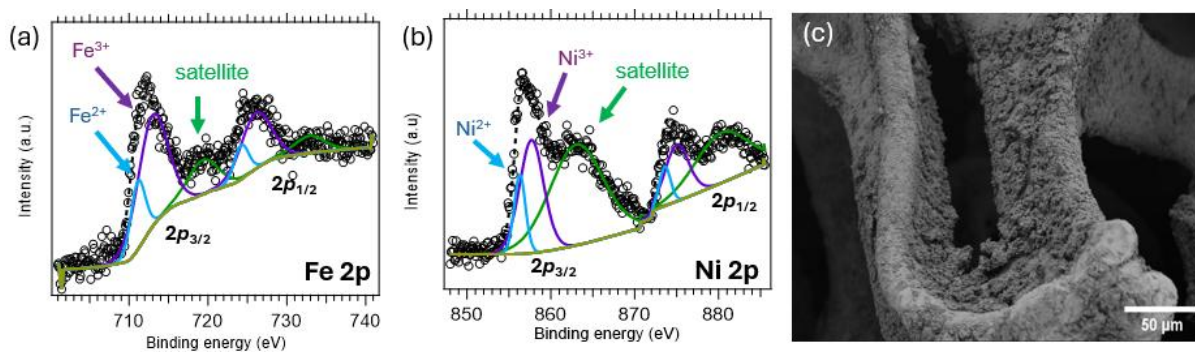 (a)
Fe³⁺
satellite
Fe²⁺
2p₁/₂
2p₃/₂
Fe 2p
Intensity (a.u.)
710 720 730 740
Binding energy (eV)
(b)
Ni³⁺
satellite
Ni²⁺
2p₁/₂
2p₃/₂
Ni 2p
Intensity (a.u)
850 860 870 880
Binding energy (eV)
(c)
50 µm